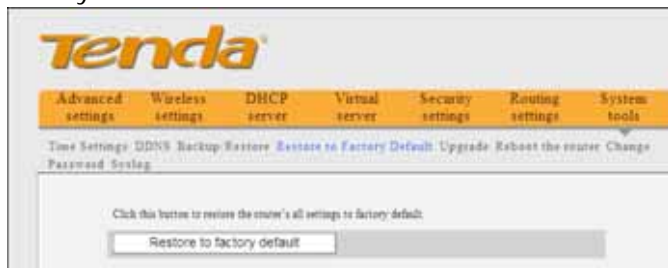 Tenda
Advanced settings Wireless settings DHCP server Virtual server Security settings Routing settings System tools
Time Settings DDNS Backup/Restore Restore to Factory Default Upgrade Reboot the router Change
Password Syslog
Click this button to restore the router's all settings to factory default.
Restore to factory default